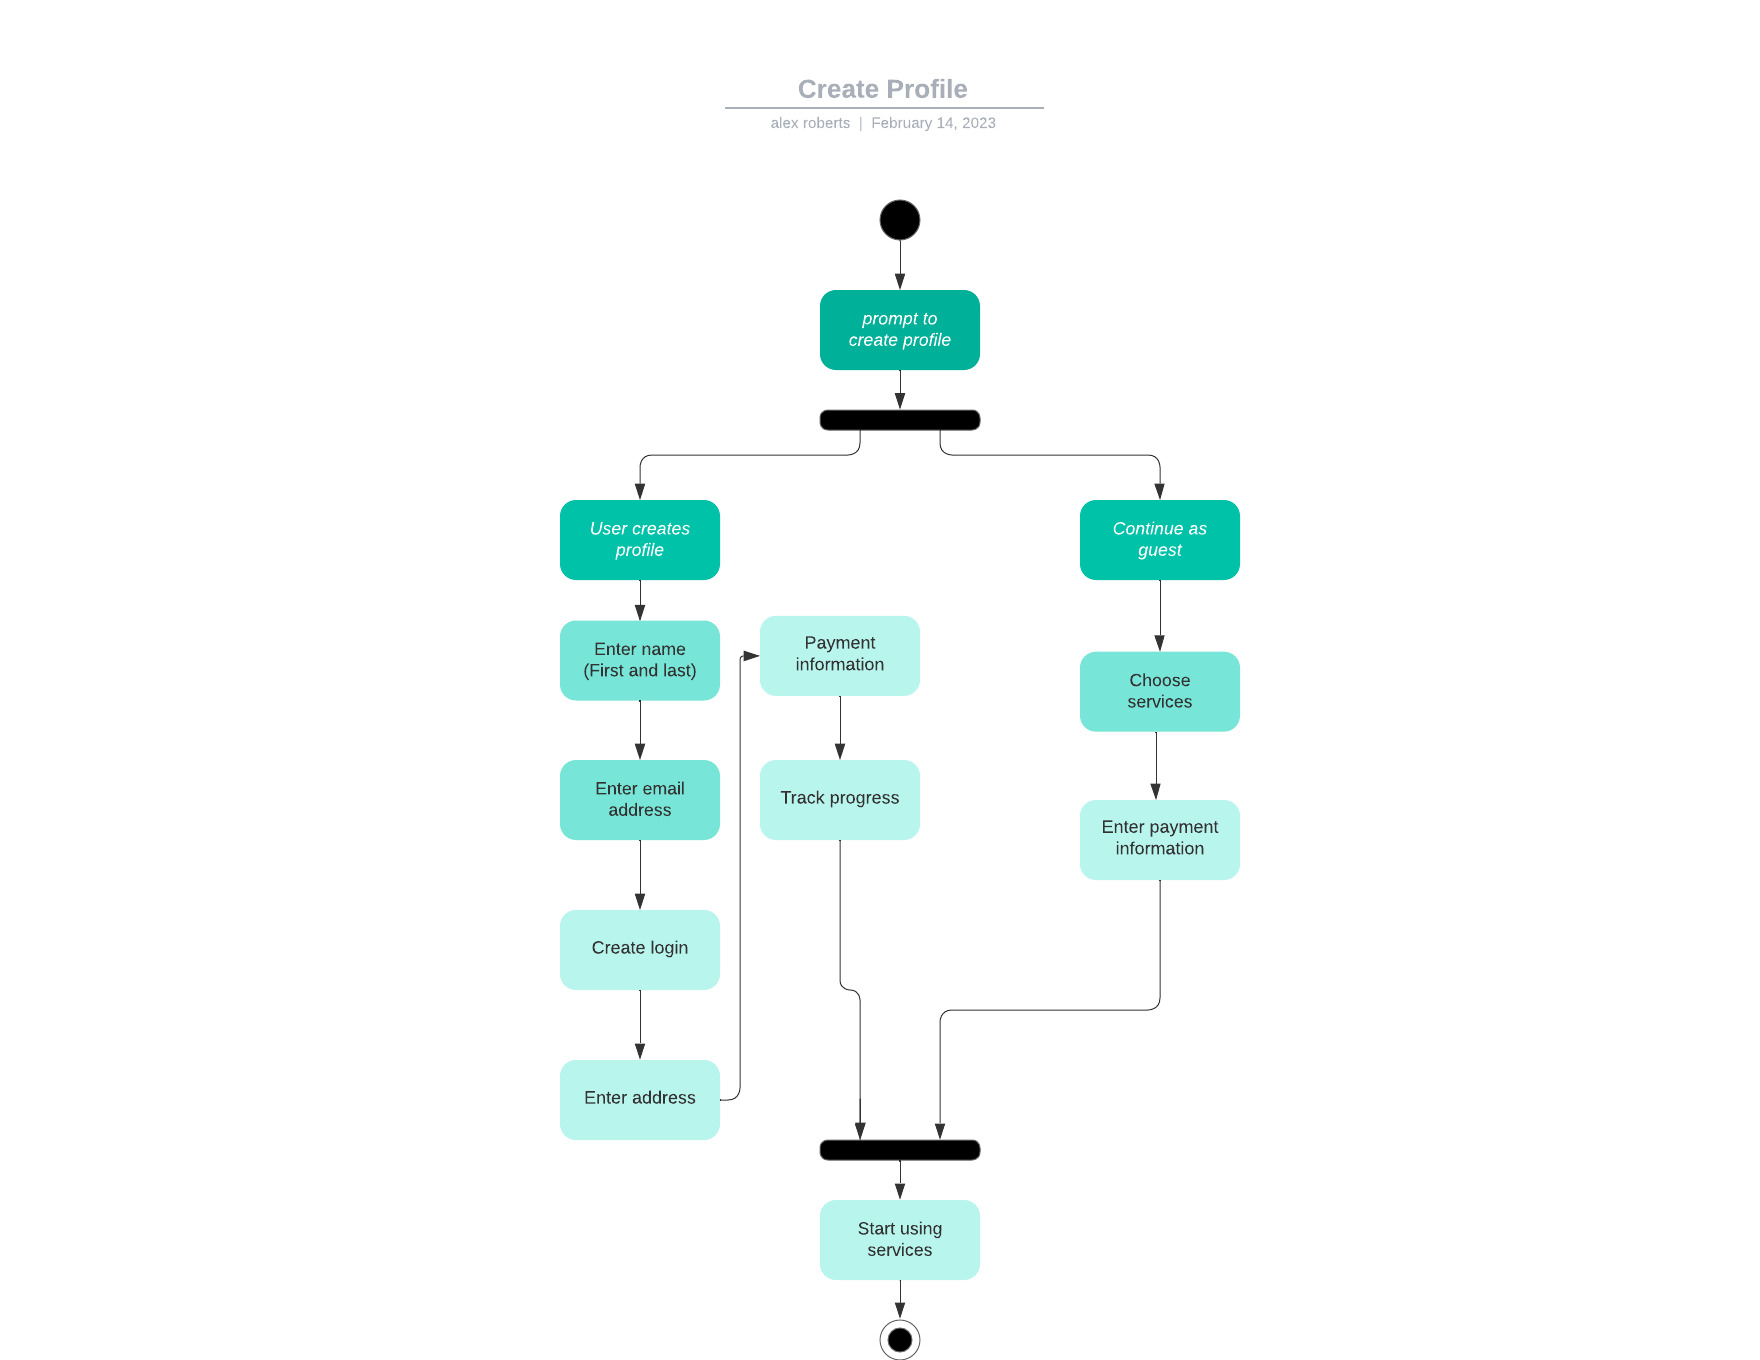 Create Profile
alex roberts | February 14, 2023
prompt to
create profile
User creates
profile
Continue as
guest
Enter name
(First and last)
Payment
information
Choose
services
Enter email
address
Track progress
Enter payment
information
Create login
Enter address
Start using
services